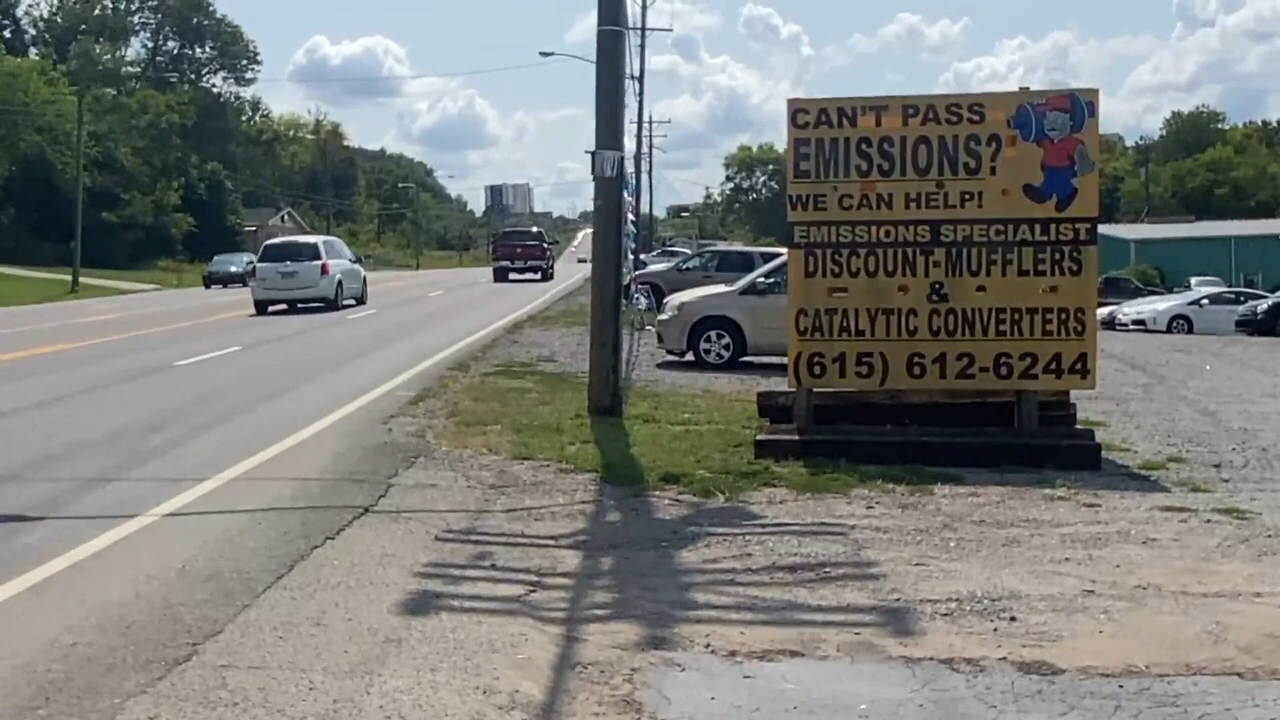 CAN'T PASS
EMISSIONS?
WE CAN HELP!
EMISSIONS SPECIALIST
DISCOUNT-MUFFLERS
&
CATALYTIC CONVERTERS
(615) 612-6244